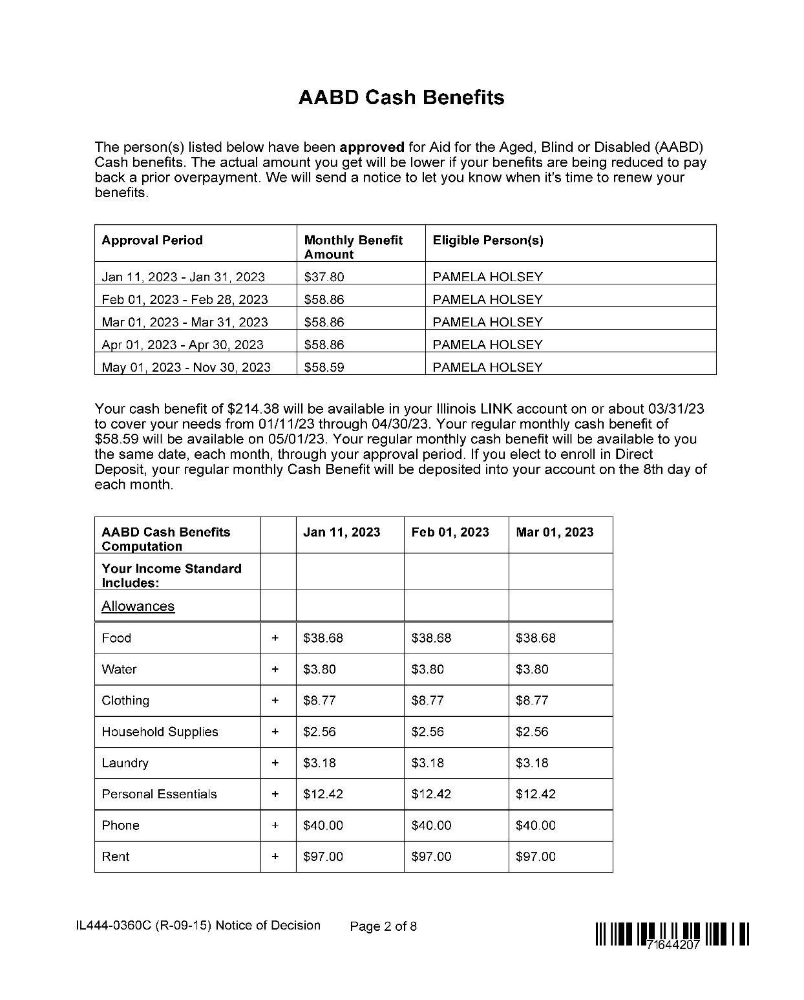 AABD Cash Benefits
The person(s) listed below have been approved for Aid for the Aged, Blind or Disabled (AABD)
Cash benefits. The actual amount you get will be lower if your benefits are being reduced to pay
back a prior overpayment. We will send a notice to let you know when it's time to renew your
benefits.
Approval Period Monthly Benefit Amount Eligible Person(s)
Jan 11, 2023 - Jan 31, 2023 $37.80 PAMELA HOLSEY
Feb 01, 2023 - Feb 28, 2023 $58.86 PAMELA HOLSEY
Mar 01, 2023 - Mar 31, 2023 $58.86 PAMELA HOLSEY
Apr 01, 2023 - Apr 30, 2023 $58.86 PAMELA HOLSEY
May 01, 2023 - Nov 30, 2023 $58.59 PAMELA HOLSEY
Your cash benefit of $214.38 will be available in your Illinois LINK account on or about 03/31/23
to cover your needs from 01/11/23 through 04/30/23. Your regular monthly cash benefit of
$58.59 will be available on 05/01/23. Your regular monthly cash benefit will be available to you
the same date, each month, through your approval period. If you elect to enroll in Direct
Deposit, your regular monthly Cash Benefit will be deposited into your account on the 8th day of
each month.
AABD Cash Benefits Computation Jan 11, 2023 Feb 01, 2023 Mar 01, 2023
Your Income Standard
Includes:
Allowances
Food + $38.68 $38.68 $38.68
Water + $3.80 $3.80 $3.80
Clothing + $8.77 $8.77 $8.77
Household Supplies + $2.56 $2.56 $2.56
Laundry + $3.18 $3.18 $3.18
Personal Essentials + $12.42 $12.42 $12.42
Phone + $40.00 $40.00 $40.00
Rent + $97.00 $97.00 $97.00
IL444-0360C (R-09-15) Notice of Decision Page 2 of 8
71644207